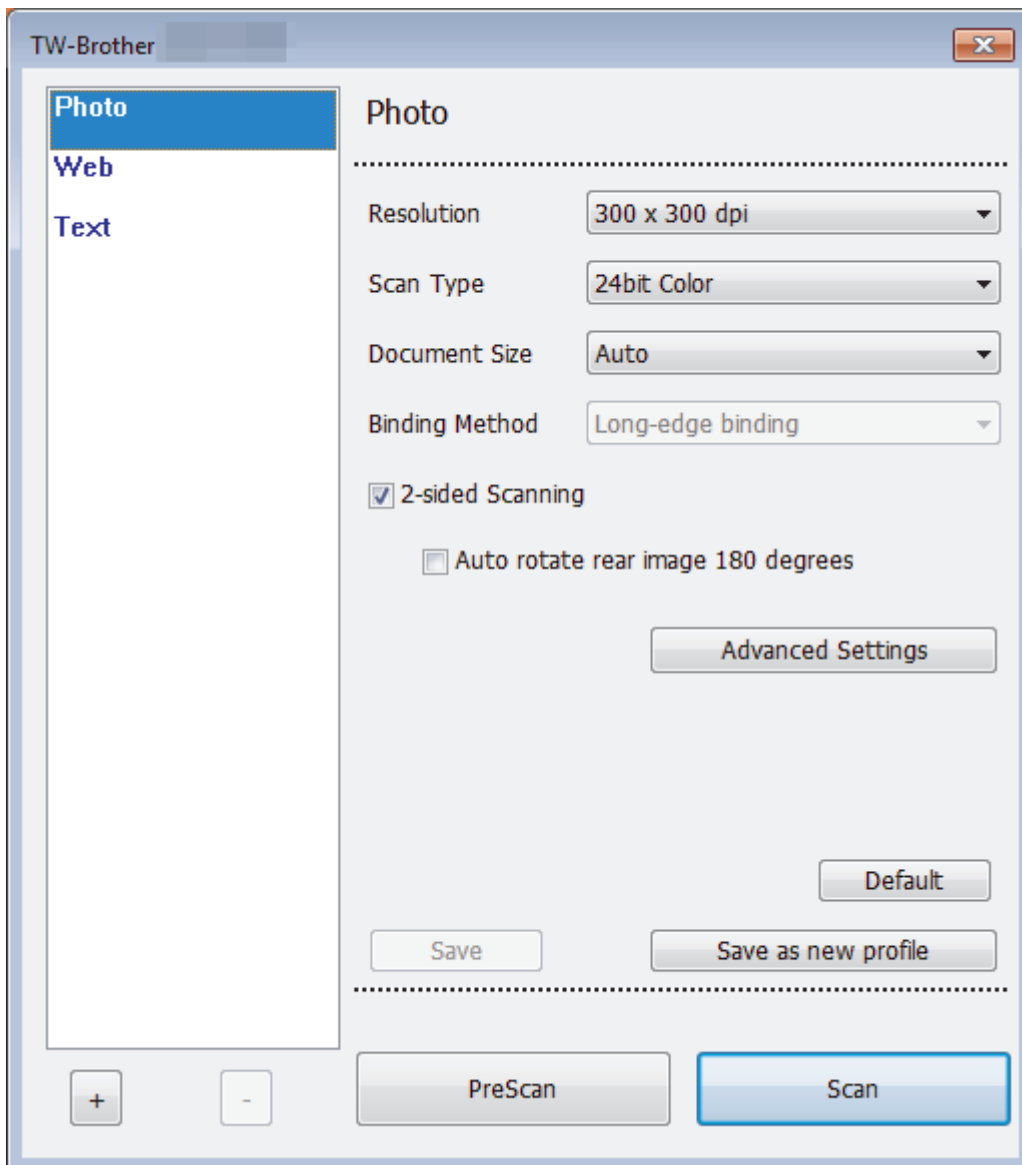 TW-Brother
Photo
Web
Text
Photo
Resolution 300 x 300 dpi
Scan Type 24bit Color
Document Size Auto
Binding Method Long-edge binding
2-sided Scanning
Auto rotate rear image 180 degrees
Advanced Settings
Default
Save Save as new profile
+ - PreScan Scan